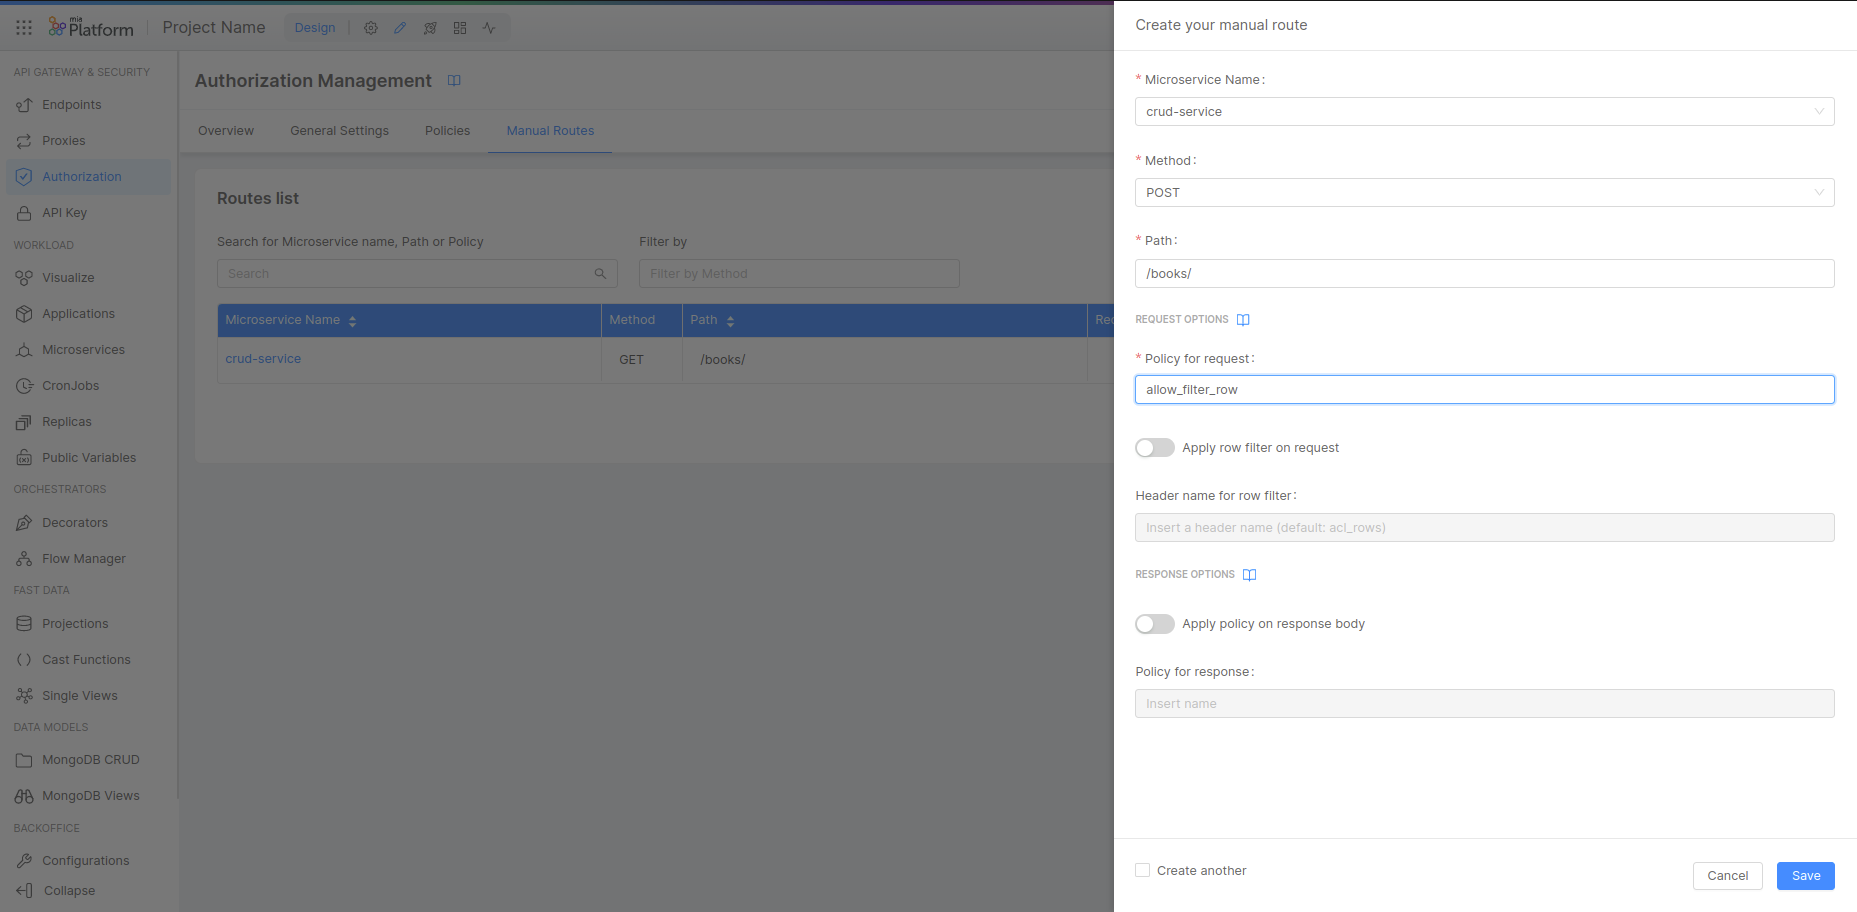 mia
Platform
Project Name
Design
API GATEWAY & SECURITY
Endpoints
Proxies
Authorization
API Key
WORKLOAD
Visualize
Applications
Microservices
CronJobs
Replicas
Public Variables
ORCHESTRATORS
Decorators
Flow Manager
FAST DATA
Projections
Cast Functions
Single Views
DATA MODELS
MongoDB CRUD
MongoDB Views
BACKOFFICE
Configurations
Collapse
Authorization Management
Overview General Settings Policies Manual Routes
Routes list
Search for Microservice name, Path or Policy Filter by
Search Filter by Method
Microservice Name Method Path Rec
crud-service GET /books/
Create your manual route
* Microservice Name:
crud-service
* Method:
POST
* Path:
/books/
REQUEST OPTIONS
* Policy for request:
allow_filter_row
Apply row filter on request
Header name for row filter:
Insert a header name (default: acl_rows)
RESPONSE OPTIONS
Apply policy on response body
Policy for response:
Insert name
Create another
Cancel Save